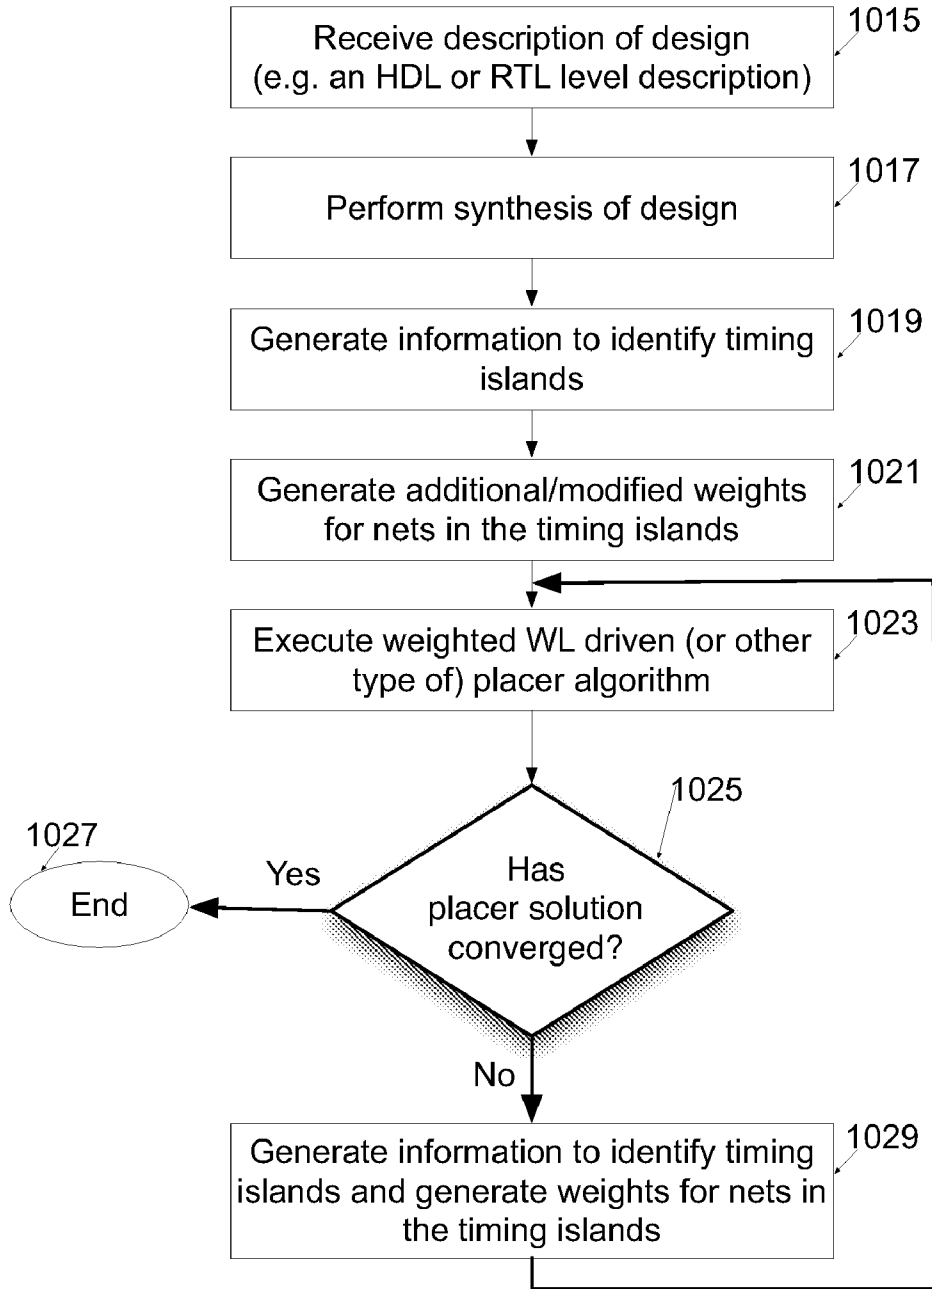 1015
Receive description of design
(e.g. an HDL or RTL level description)
1017
Perform synthesis of design
1019
Generate information to identify timing
islands
1021
Generate additional/modified weights
for nets in the timing islands
1023
Execute weighted WL driven (or other
type of) placer algorithm
1025
1027
Yes
End
Has
placer solution
converged?
No
1029
Generate information to identify timing
islands and generate weights for nets in
the timing islands